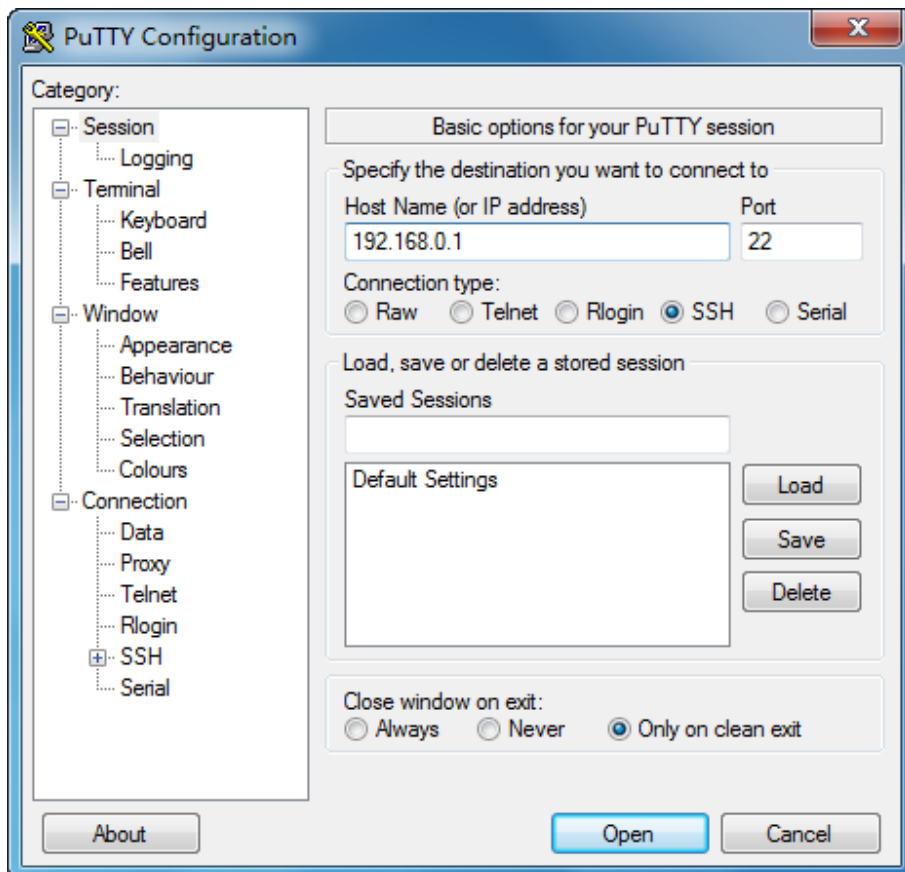 PuTTY Configuration
Category:
Session
Logging
Terminal
Keyboard
Bell
Features
Window
Appearance
Behaviour
Translation
Selection
Colours
Connection
Data
Proxy
Telnet
Rlogin
SSH
Serial
Basic options for your PuTTY session
Specify the destination you want to connect to
Host Name (or IP address) Port
192.168.0.1 22
Connection type:
Raw Telnet Rlogin SSH Serial
Load, save or delete a stored session
Saved Sessions
Default Settings
Load
Save
Delete
Close window on exit:
Always Never Only on clean exit
About Open Cancel